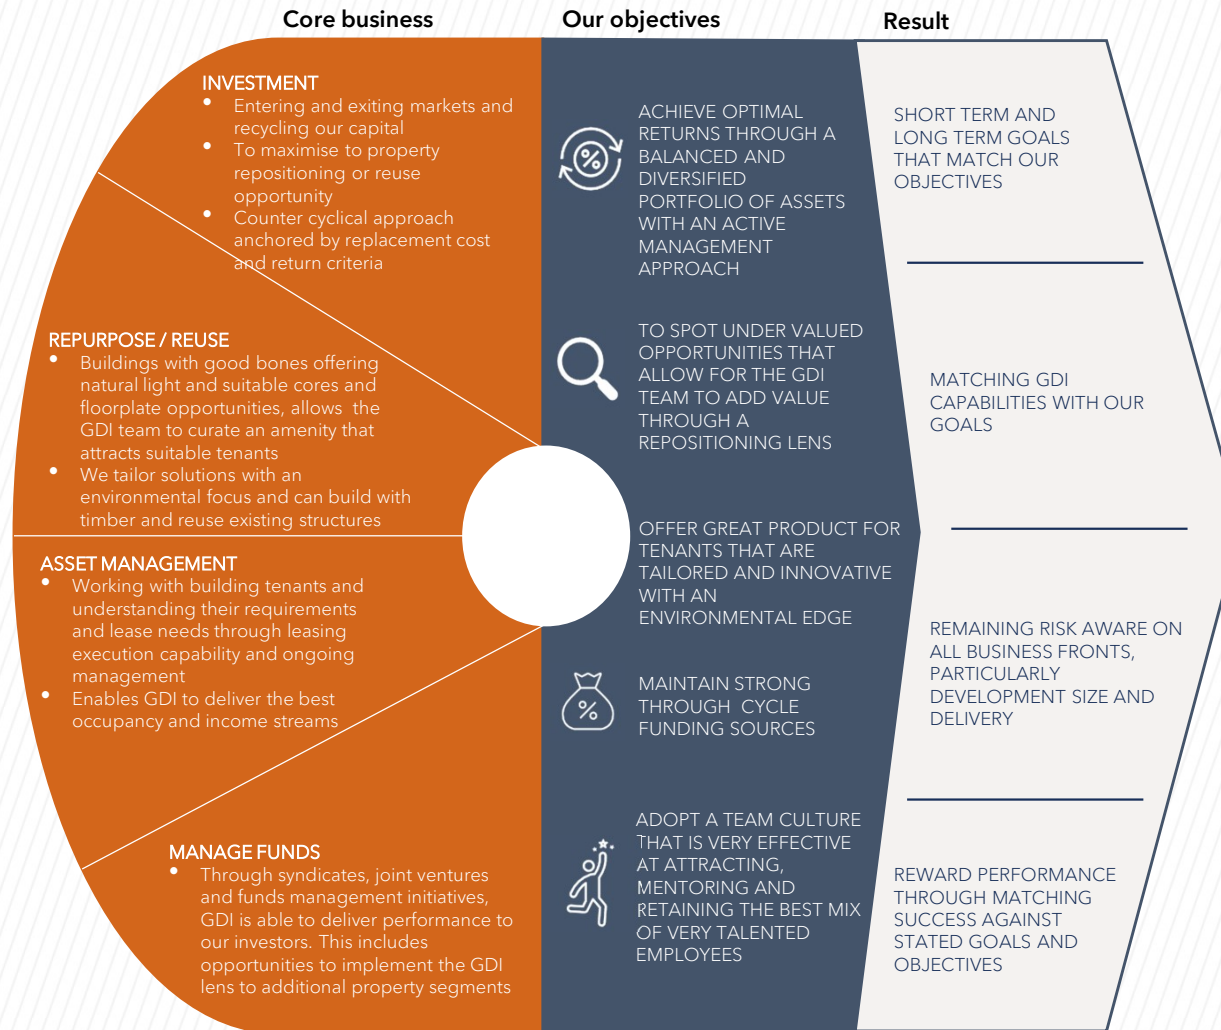 Core business
Our objectives
Result
INVESTMENT
• Entering and exiting markets and
recycling our capital
• To maximise to property
repositioning or reuse
opportunity
• Counter cyclical approach
anchored by replacement cost
and return criteria
REPURPOSE / REUSE
• Buildings with good bones offering
natural light and suitable cores and
floorplate opportunities, allows the
GDI team to curate an amenity that
attracts suitable tenants
• We tailor solutions with an
environmental focus and can build with
timber and reuse existing structures
ASSET MANAGEMENT
• Working with building tenants and
understanding their requirements
and lease needs through leasing
execution capability and ongoing
management
• Enables GDI to deliver the best
occupancy and income streams
MANAGE FUNDS
• Through syndicates, joint ventures
and funds management initiatives,
GDI is able to deliver performance to
our investors. This includes
opportunities to implement the GDI
lens to additional property segments
%
ACHIEVE OPTIMAL
RETURNS THROUGH A
BALANCED AND
DIVERSIFIED
PORTFOLIO OF ASSETS
WITH AN ACTIVE
MANAGEMENT
APPROACH
TO SPOT UNDER VALUED
OPPORTUNITIES THAT
ALLOW FOR THE GDI
TEAM TO ADD VALUE
THROUGH A
REPOSITIONING LENS
OFFER GREAT PRODUCT FOR
TENANTS THAT ARE
TAILORED AND INNOVATIVE
WITH AN
ENVIRONMENTAL EDGE
%
MAINTAIN STRONG
THROUGH CYCLE
FUNDING SOURCES
ADOPT A TEAM CULTURE
THAT IS VERY EFFECTIVE
AT ATTRACTING,
MENTORING AND
RETAINING THE BEST MIX
OF VERY TALENTED
EMPLOYEES
SHORT TERM AND
LONG TERM GOALS
THAT MATCH OUR
OBJECTIVES
MATCHING GDI
CAPABILITIES WITH OUR
GOALS
REMAINING RISK AWARE ON
ALL BUSINESS FRONTS,
PARTICULARLY
DEVELOPMENT SIZE AND
DELIVERY
REWARD PERFORMANCE
THROUGH MATCHING
SUCCESS AGAINST
STATED GOALS AND
OBJECTIVES